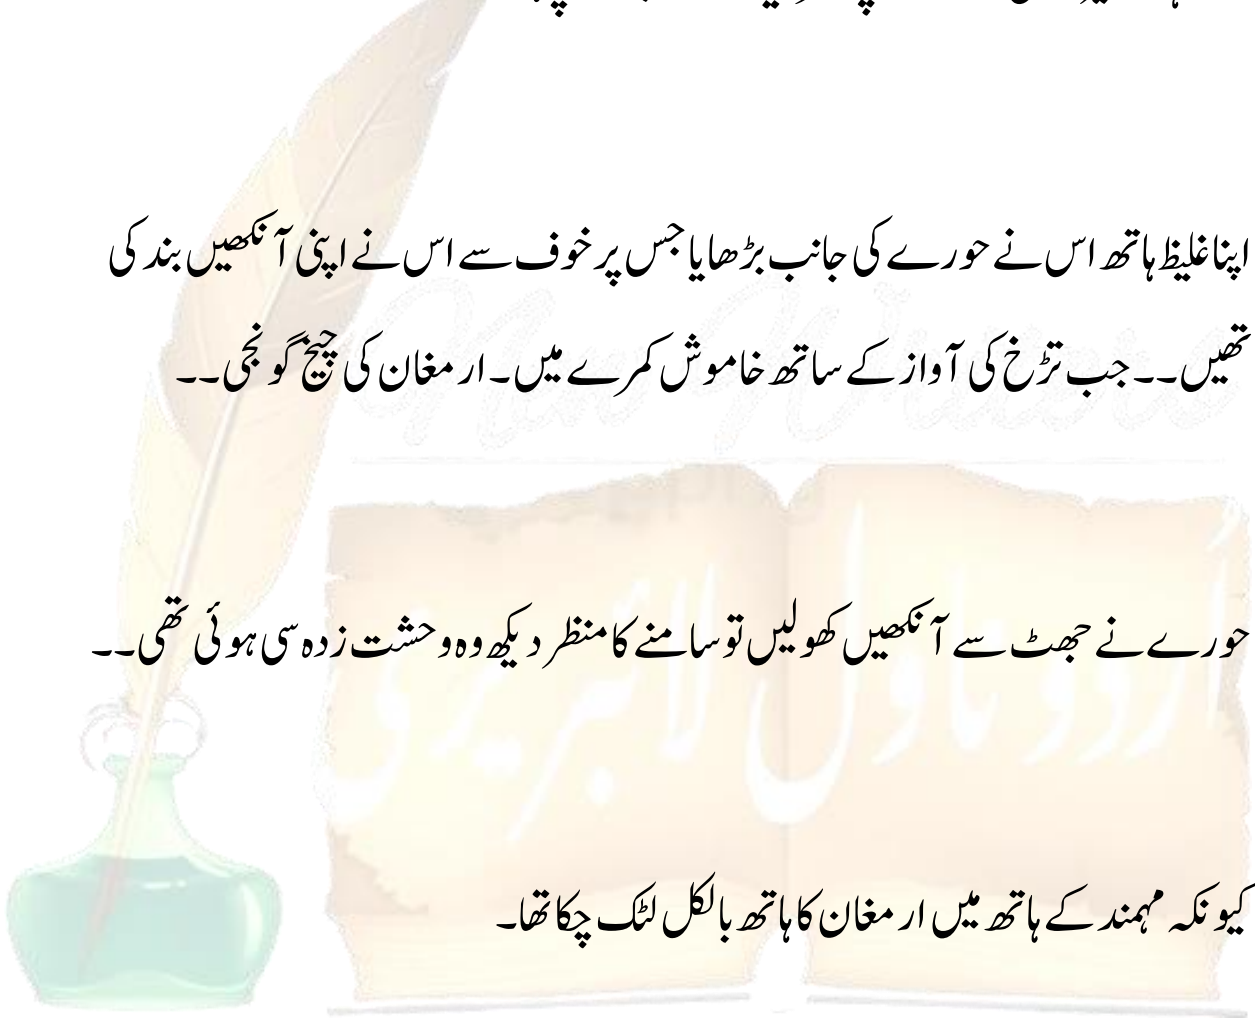 اپنا غلیظ ہاتھ اس نے حورے کی جانب بڑھایا جس پر خوف سے اس نے اپنی آنکھیں بند کی
تھیں۔۔ جب تڑخ کی آواز کے ساتھ خاموش کمرے میں۔ ارمغان کی چیخ گونجی۔۔
حورے نے جھٹ سے آنکھیں کھولیں تو سامنے کا منظر دیکھ وہ وحشت زدہ سی ہوئی تھی۔۔
اُردو ناول لائبریری
کیونکہ مہمند کے ہاتھ میں ارمغان کا ہاتھ بالکل لٹک چکا تھا۔